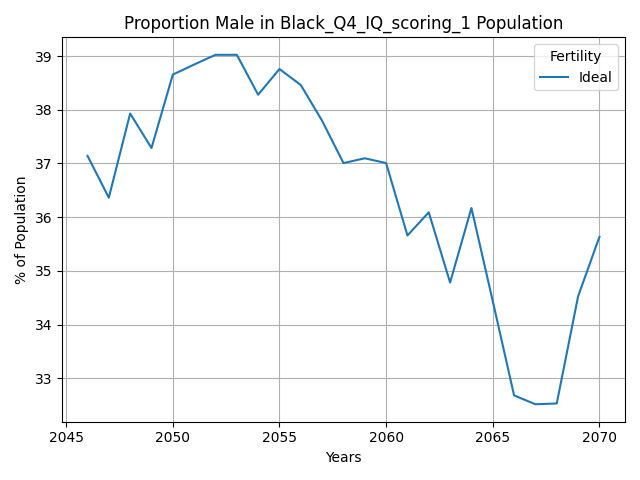 Proportion Male in Black_Q4_IQ_scoring_1 Population
Fertility
Ideal
% of Population
39
38
37
36
35
34
33
2045
2050
2055
2060
2065
2070
Years